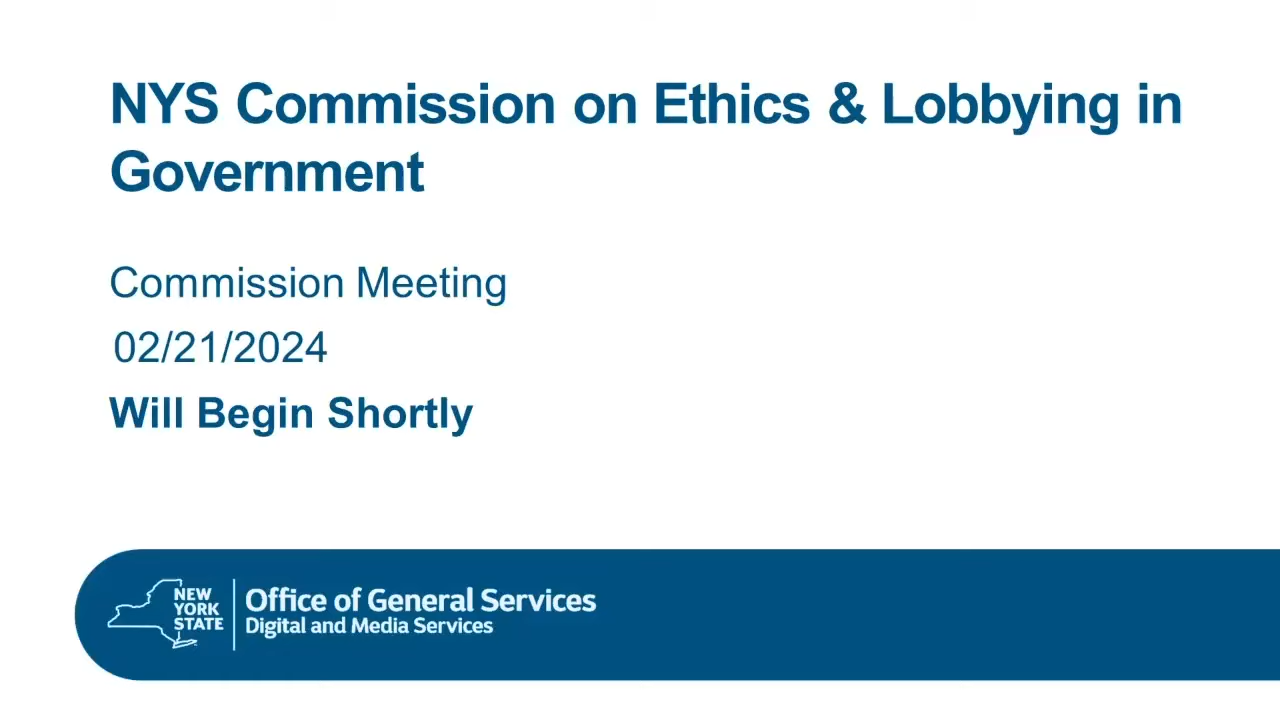 NYS Commission on Ethics & Lobbying in
Government
Commission Meeting
02/21/2024
Will Begin Shortly
NEW
YORK
STATE
Office of General Services
Digital and Media Services